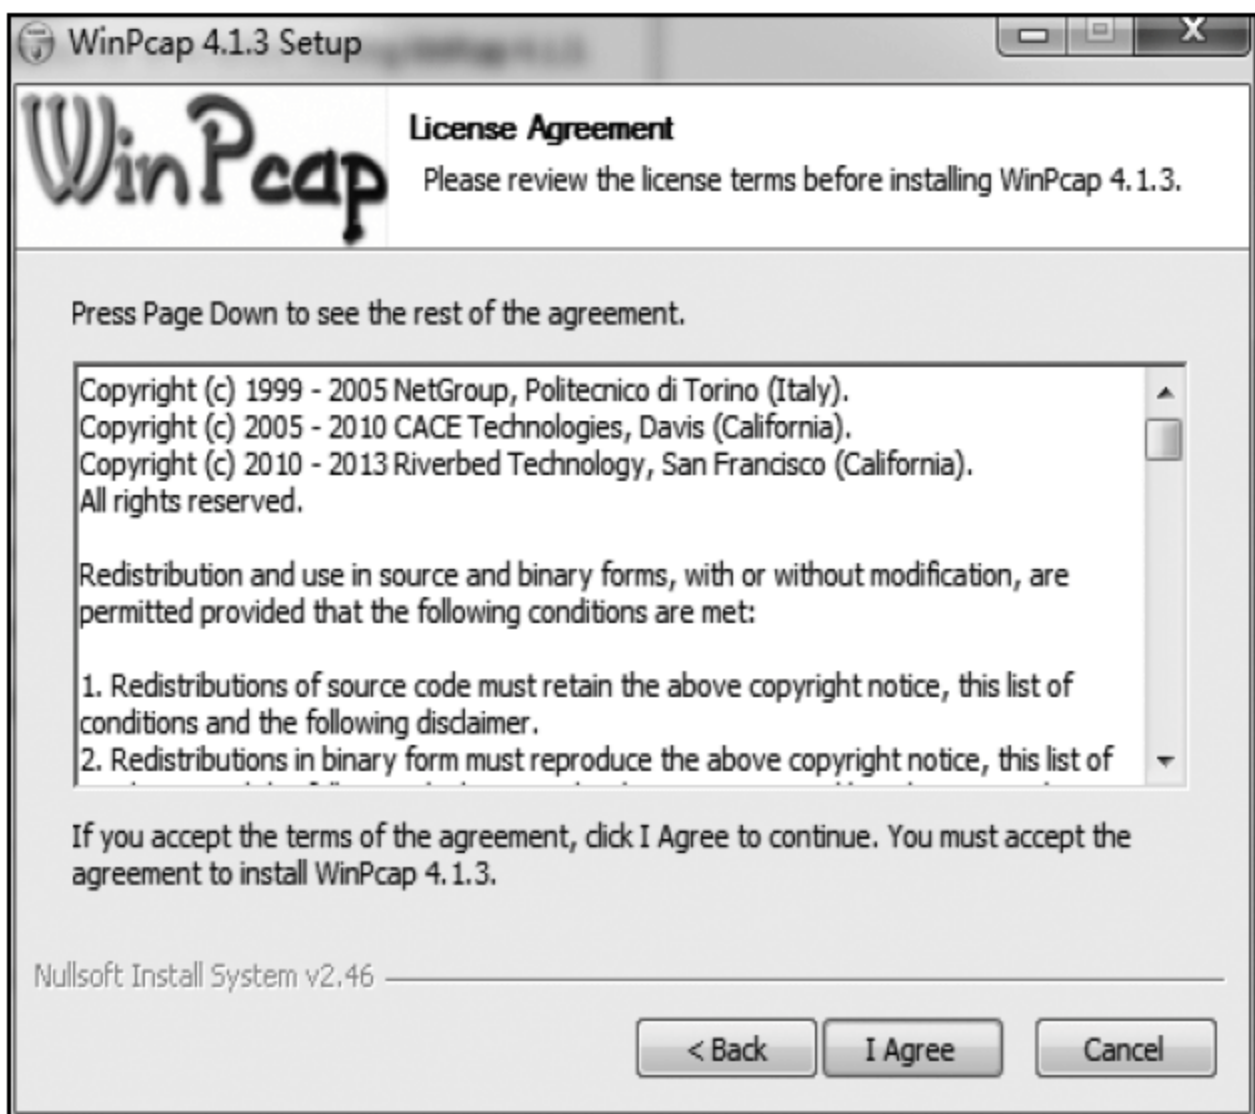 WinPcap 4.1.3 Setup
WinPcap
License Agreement
Please review the license terms before installing WinPcap 4.1.3.
Press Page Down to see the rest of the agreement.
Copyright (c) 1999 - 2005 NetGroup, Politecnico di Torino (Italy).
Copyright (c) 2005 - 2010 CACE Technologies, Davis (California).
Copyright (c) 2010 - 2013 Riverbed Technology, San Francisco (California).
All rights reserved.
Redistribution and use in source and binary forms, with or without modification, are
permitted provided that the following conditions are met:
1. Redistributions of source code must retain the above copyright notice, this list of
conditions and the following disclaimer.
2. Redistributions in binary form must reproduce the above copyright notice, this list of
If you accept the terms of the agreement, click I Agree to continue. You must accept the
agreement to install WinPcap 4.1.3.
Nullsoft Install System v2.46
< Back
I Agree
Cancel